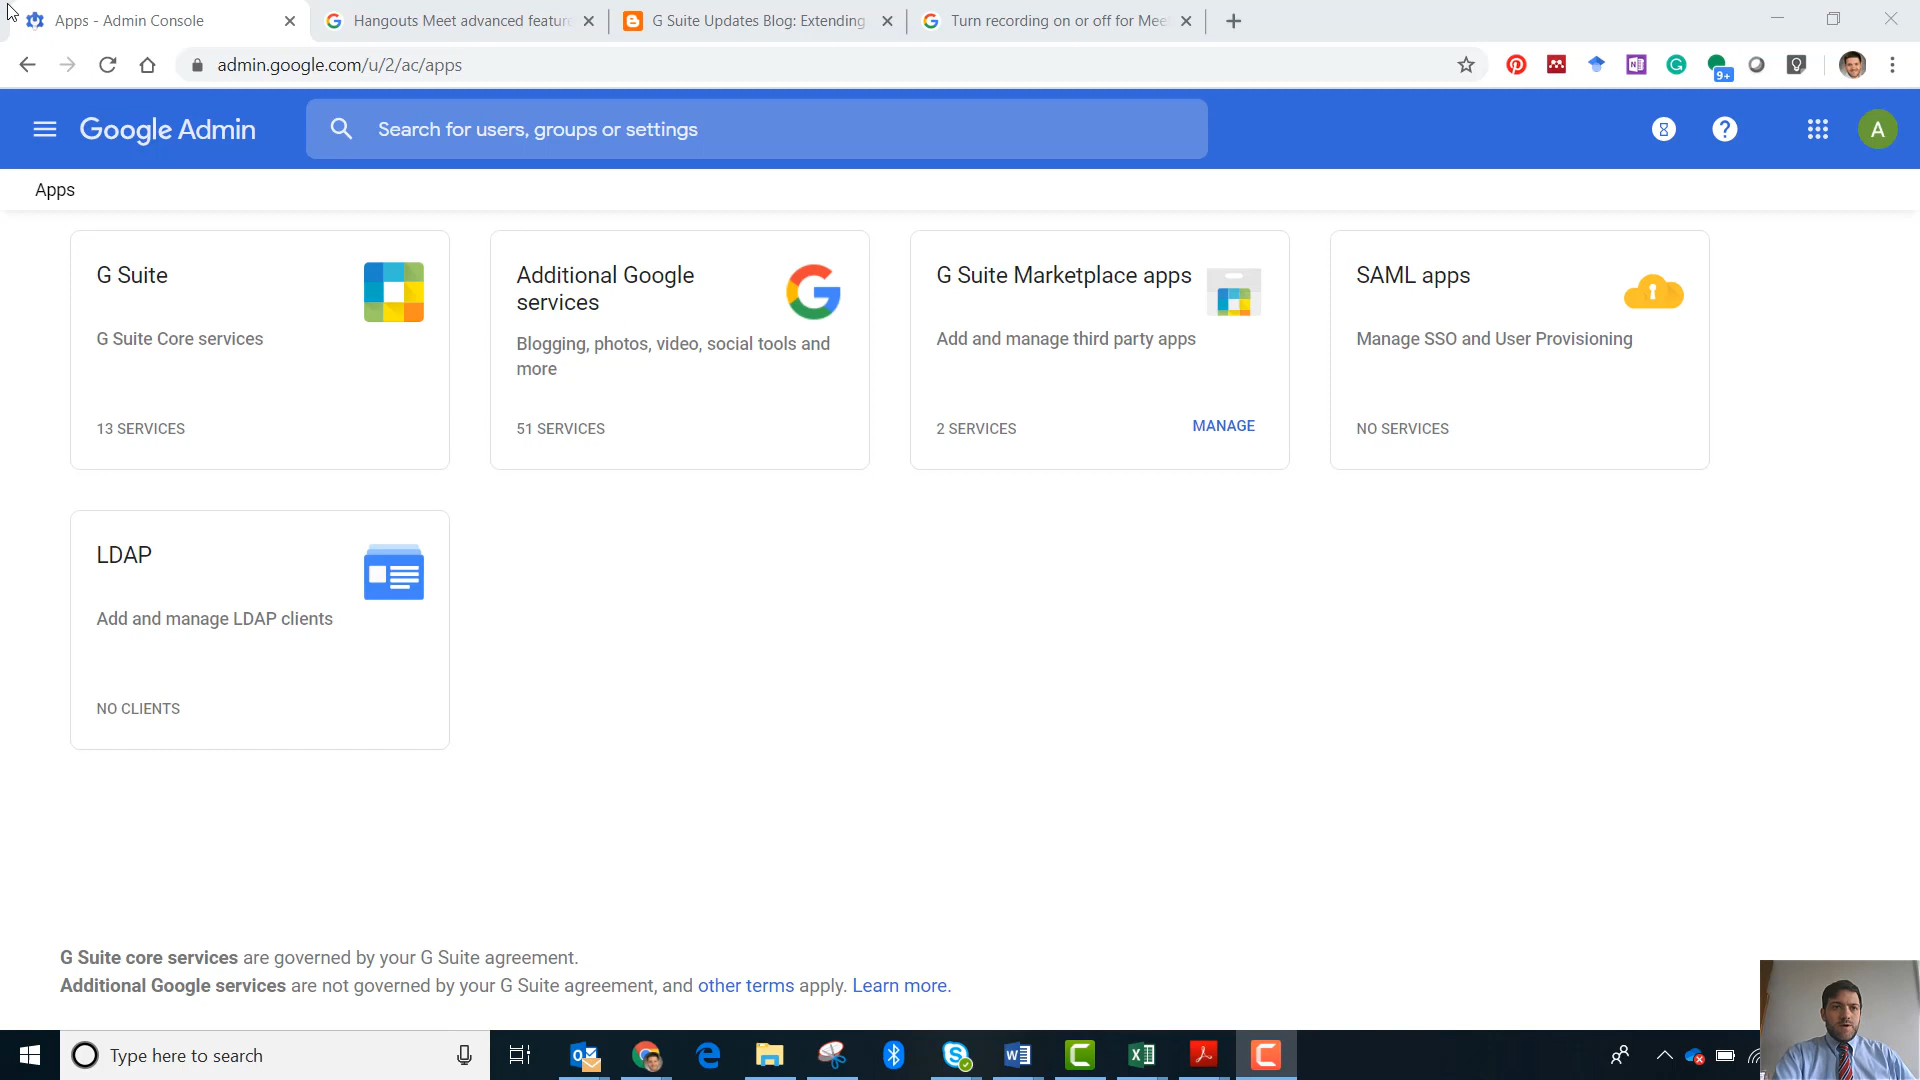 Apps - Admin Console
Hangouts Meet advanced featur
G Suite Updates Blog: Extending
Turn recording on or off for Mee
admin.google.com/u/2/ac/apps
9+
Google Admin
Search for users, groups or settings
A
Apps
G Suite
G Suite Core services
13 SERVICES
Additional Google
services
Blogging, photos, video, social tools and
more
51 SERVICES
G Suite Marketplace apps
Add and manage third party apps
2 SERVICES
MANAGE
SAML apps
Manage SSO and User Provisioning
NO SERVICES
LDAP
Add and manage LDAP clients
NO CLIENTS
G Suite core services are governed by your G Suite agreement.
Additional Google services are not governed by your G Suite agreement, and other terms apply. Learn more.
Type here to search